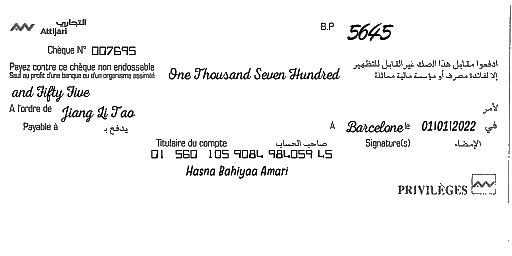 التجاري
Attijari
B.P 5645
Chèque N° 007695
Payez contre ce chèque non endossable
ادفعوا مقابل هذا الصك غير القابل للتظهير
Sauf au profit d'une banque ou d'un organisme assimilé
One Thousand Seven Hundred
إلا لفائدة مصرف أو مؤسسة مالية مماثلة
and Fifty Five
A l'ordre de Jiang Li Tao
لأمر
Payable à
يدفع بـ
A Barcelone le 01/01/2022 في
Titulaire du compte صاحب الحساب
Signature(s) الإمضاء
01 560 105 9084 984059 45
Hasna Bahiyaa Amari
PRIVILÈGES